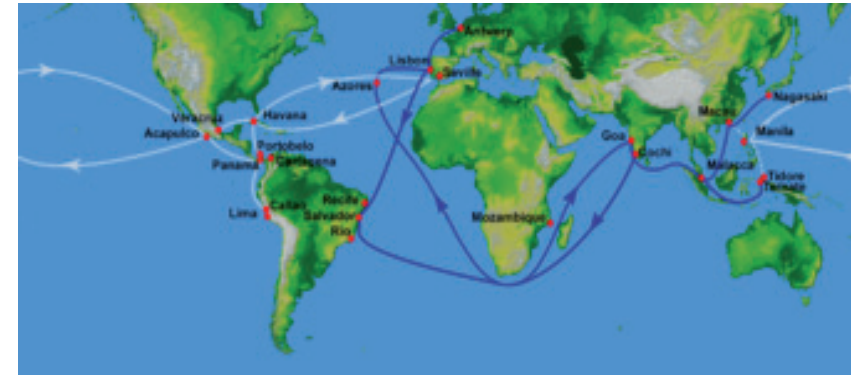 Antwerp
Lisbon
Seville
Azores
Nagasaki
Macau
Havana
Veracruz
Acapulco
Manila
Goa
Cochi
Portobelo
Panama
Cartagena
Malacca
Tidore
Ternate
Recife
Callao
Lima
Salvador
Mozambique
Rio